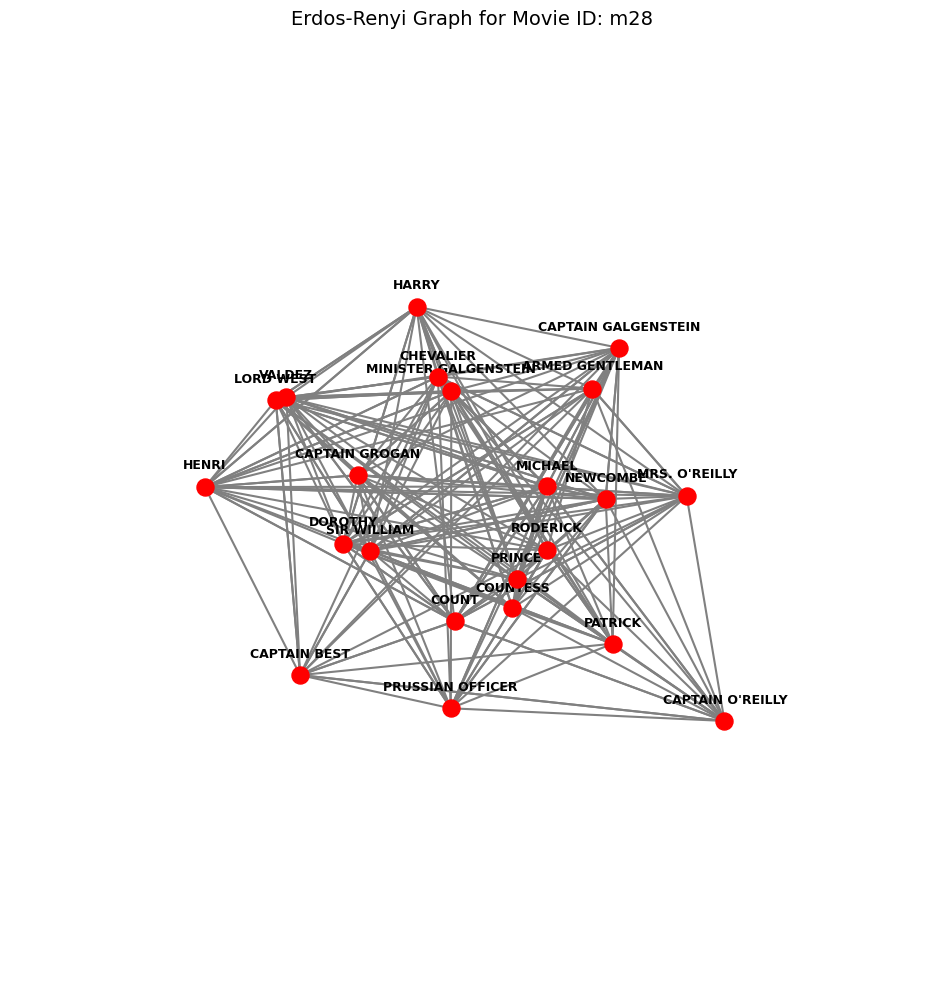 Erdos-Renyi Graph for Movie ID: m28
HARRY
CAPTAIN GALGENSTEIN
CHEVALIER
ARMED GENTLEMAN
MINISTER GALGENSTEIN
VALDEZ
LORD WEST
CAPTAIN GROGAN
HENRI
MICHAEL
MRS. O'REILLY
NEWCOMBE
DOROTHY
RODERICK
SIR WILLIAM
PRINCE
COUNTESS
COUNT
PATRICK
CAPTAIN BEST
PRUSSIAN OFFICER
CAPTAIN O'REILLY